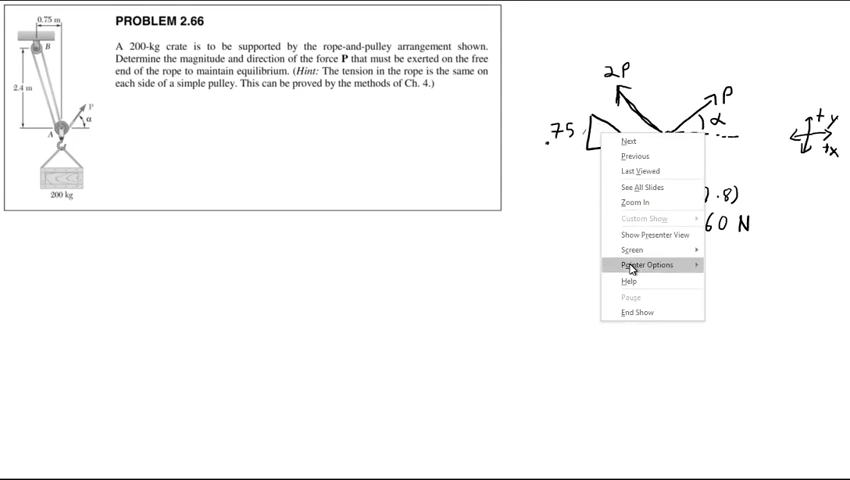 PROBLEM 2.66
A 200-kg crate is to be supported by the rope-and-pulley arrangement shown.
Determine the magnitude and direction of the force P that must be exerted on the free
end of the rope to maintain equilibrium. (Hint: The tension in the rope is the same on
each side of a simple pulley. This can be proved by the methods of Ch. 4.)
0.75 m
B
2.4 m
P
α
A
200 kg
2P
P
α
.75
+y
+x
.8)
60 N
Next
Previous
Last Viewed
See All Slides
Zoom In
Custom Show
Show Presenter View
Screen
Pointer Options
Help
Pause
End Show